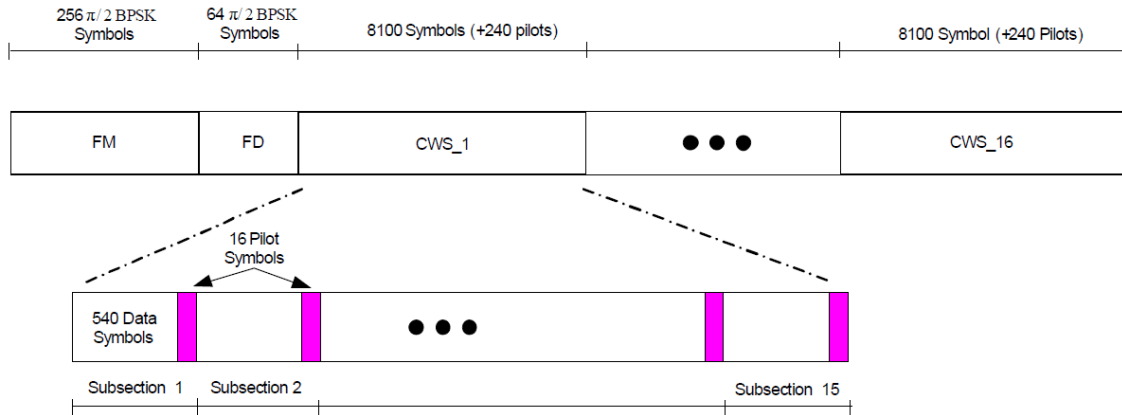 256 π/2 BPSK
Symbols
64 π/2 BPSK
Symbols
8100 Symbols (+240 pilots)
8100 Symbol (+240 Pilots)
FM
FD
CWS_1
CWS_16
16 Pilot
Symbols
540 Data
Symbols
Subsection 1
Subsection 2
Subsection 15